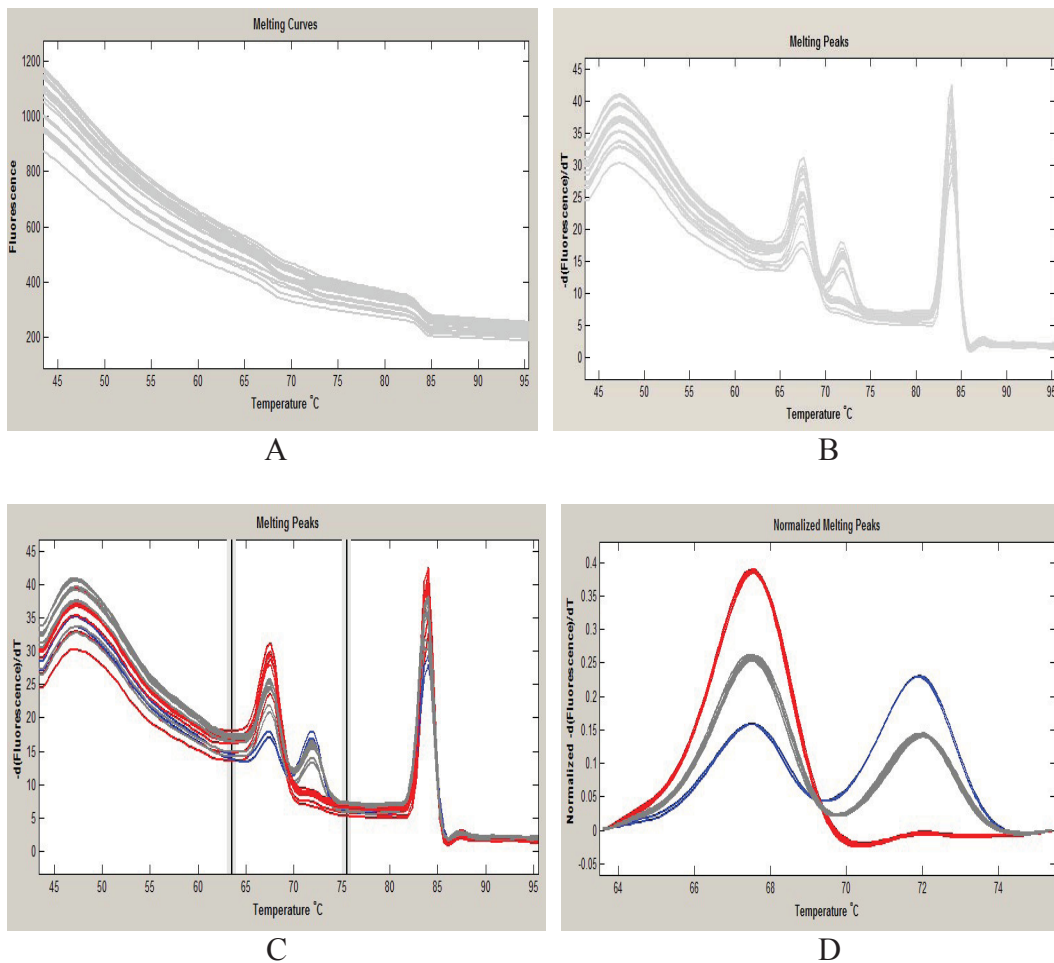 Melting Curves
Fluorescence
1200
1000
800
600
400
200
45 50 55 60 65 70 75 80 85 90 95
Temperature °C
A
Melting Peaks
-d(Fluorescence)/dT
45
40
35
30
25
20
15
10
5
0
45 50 55 60 65 70 75 80 85 90 95
Temperature °C
B
Melting Peaks
-d(Fluorescence)/dT
45
40
35
30
25
20
15
10
5
0
45 50 55 60 65 70 75 80 85 90 95
Temperature °C
C
Normalized Melting Peaks
Normalized -d(Fluorescence)/dT
0.4
0.35
0.3
0.25
0.2
0.15
0.1
0.05
0
-0.05
64 66 68 70 72 74
Temperature °C
D